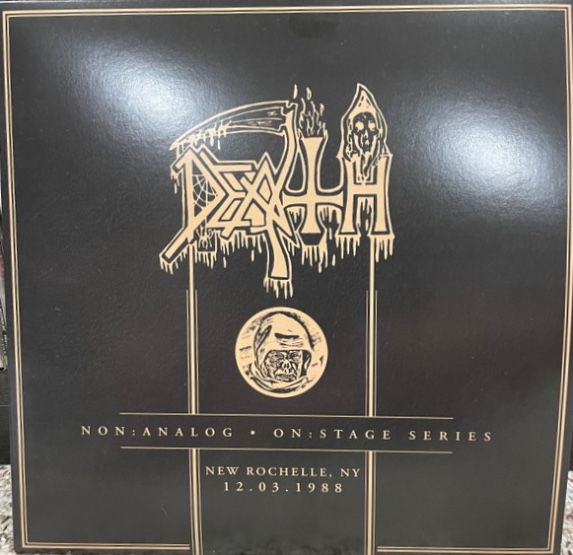 DEATH
NON:ANALOG • ON:STAGE SERIES
NEW ROCHELLE, NY
12.03.1988